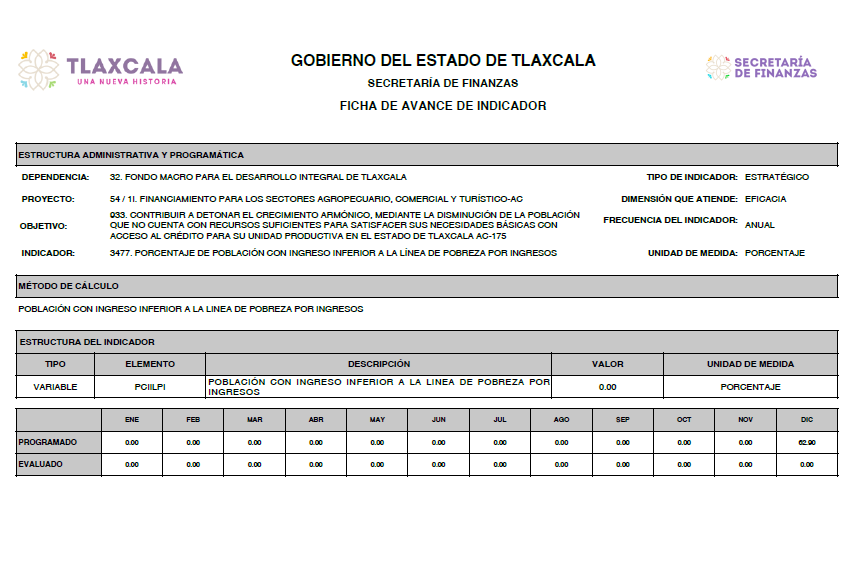 TLAXCALA
UNA NUEVA HISTORIA
GOBIERNO DEL ESTADO DE TLAXCALA
SECRETARÍA DE FINANZAS
FICHA DE AVANCE DE INDICADOR
SECRETARÍA
DE FINANZAS
ESTRUCTURA ADMINISTRATIVA Y PROGRAMÁTICA
DEPENDENCIA: 32. FONDO MACRO PARA EL DESARROLLO INTEGRAL DE TLAXCALA TIPO DE INDICADOR: ESTRATÉGICO
PROYECTO: 54 / 1I. FINANCIAMIENTO PARA LOS SECTORES AGROPECUARIO, COMERCIAL Y TURÍSTICO-AC DIMENSIÓN QUE ATIENDE: EFICACIA
OBJETIVO: 033. CONTRIBUIR A DETONAR EL CRECIMIENTO ARMÓNICO, MEDIANTE LA DISMINUCIÓN DE LA POBLACIÓN
QUE NO CUENTA CON RECURSOS SUFICIENTES PARA SATISFACER SUS NECESIDADES BÁSICAS CON
ACCESO AL CRÉDITO PARA SU UNIDAD PRODUCTIVA EN EL ESTADO DE TLAXCALA AC-175
FRECUENCIA DEL INDICADOR: ANUAL
INDICADOR: 3477. PORCENTAJE DE POBLACIÓN CON INGRESO INFERIOR A LA LÍNEA DE POBREZA POR INGRESOS UNIDAD DE MEDIDA: PORCENTAJE
MÉTODO DE CÁLCULO
POBLACIÓN CON INGRESO INFERIOR A LA LINEA DE POBREZA POR INGRESOS
ESTRUCTURA DEL INDICADOR
TIPO ELEMENTO DESCRIPCIÓN VALOR UNIDAD DE MEDIDA
VARIABLE PCIILPI POBLACIÓN CON INGRESO INFERIOR A LA LINEA DE POBREZA POR
INGRESOS 0.00 PORCENTAJE
ENE FEB MAR ABR MAY JUN JUL AGO SEP OCT NOV DIC
PROGRAMADO 0.00 0.00 0.00 0.00 0.00 0.00 0.00 0.00 0.00 0.00 0.00 62.90
EVALUADO 0.00 0.00 0.00 0.00 0.00 0.00 0.00 0.00 0.00 0.00 0.00 0.00